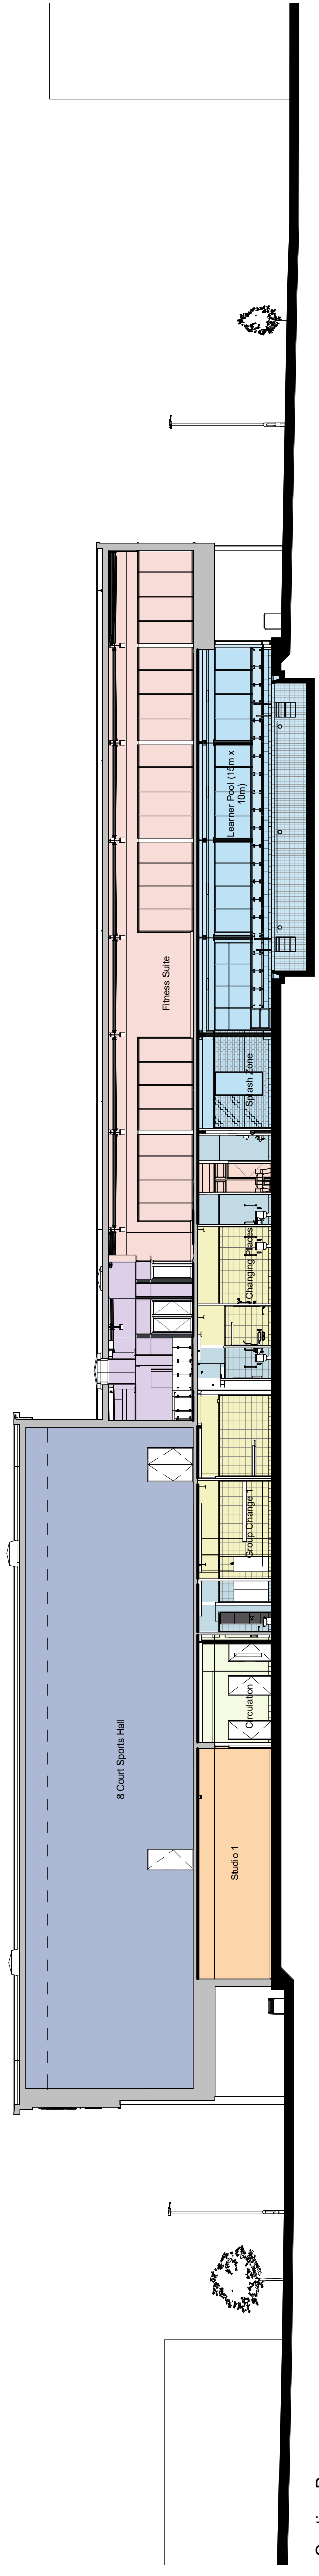 8 Court Sports Hall
Studio 1
Circulation
Group Change 1
Changing Places
Splash Zone
Fitness Suite
Learner Pool (15m x
10m)